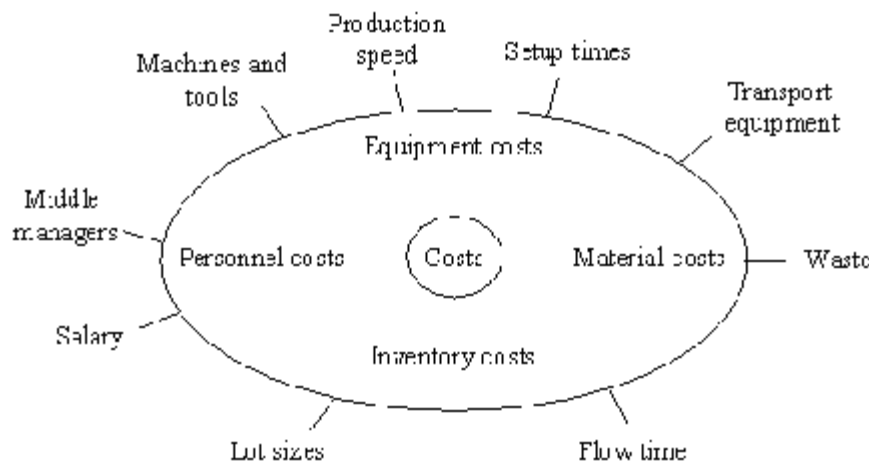 Production
speed
Setup times
Machines and
tools
Transport
equipment
Equipment costs
Middle
managers
Personnel costs
Costs
Material costs
Waste
Salary
Inventory costs
Lot sizes
Flow time